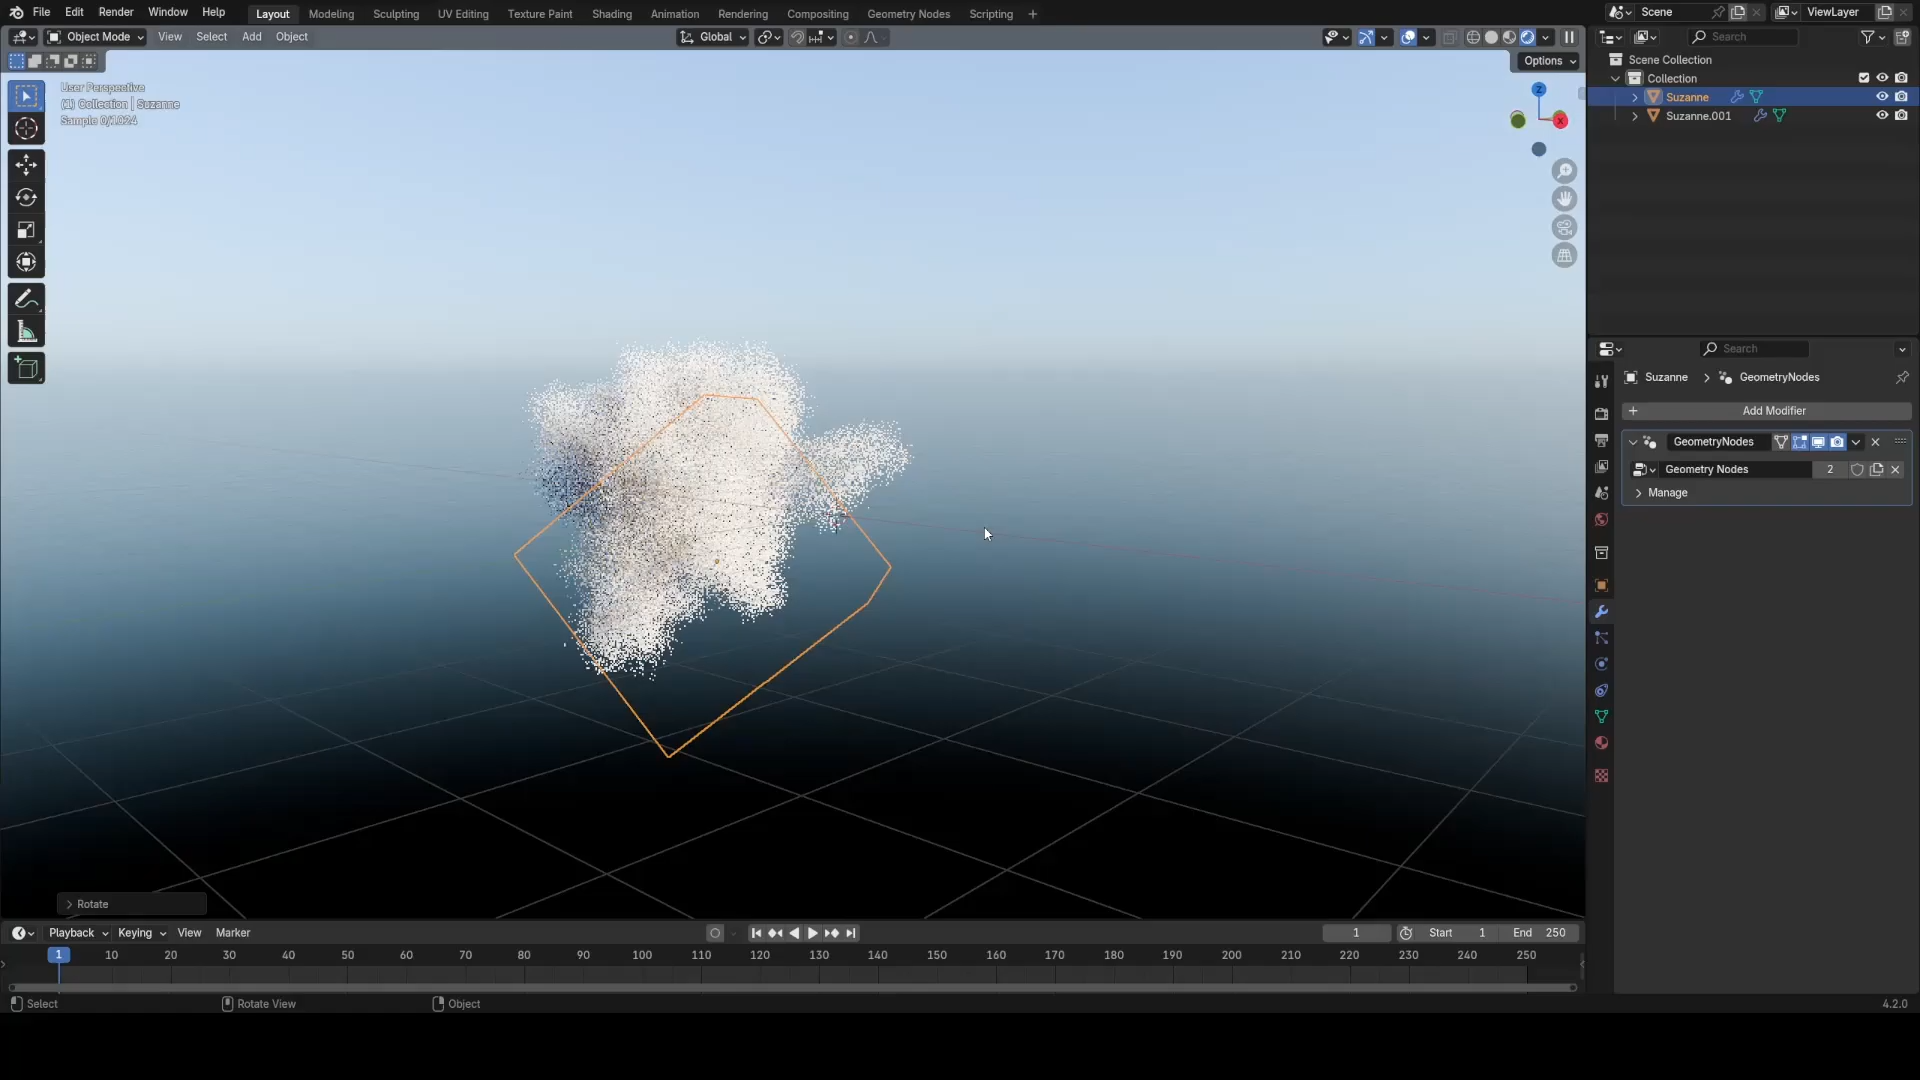 File Edit Render Window Help Layout Modeling Sculpting UV Editing Texture Paint Shading Animation Rendering Compositing Geometry Nodes Scripting + Scene ViewLayer
Object Mode View Select Add Object Global Search
Options
User Perspective
(1) Collection | Suzanne
Sample 0/1024
Z
X
Scene Collection
Collection
Suzanne
Suzanne.001
Search
Suzanne > GeometryNodes
+ Add Modifier
GeometryNodes
Geometry Nodes 2
> Manage
> Rotate
Playback Keying View Marker 1 Start 1 End 250
1 10 20 30 40 50 60 70 80 90 100 110 120 130 140 150 160 170 180 190 200 210 220 230 240 250
Select Rotate View Object 4.2.0